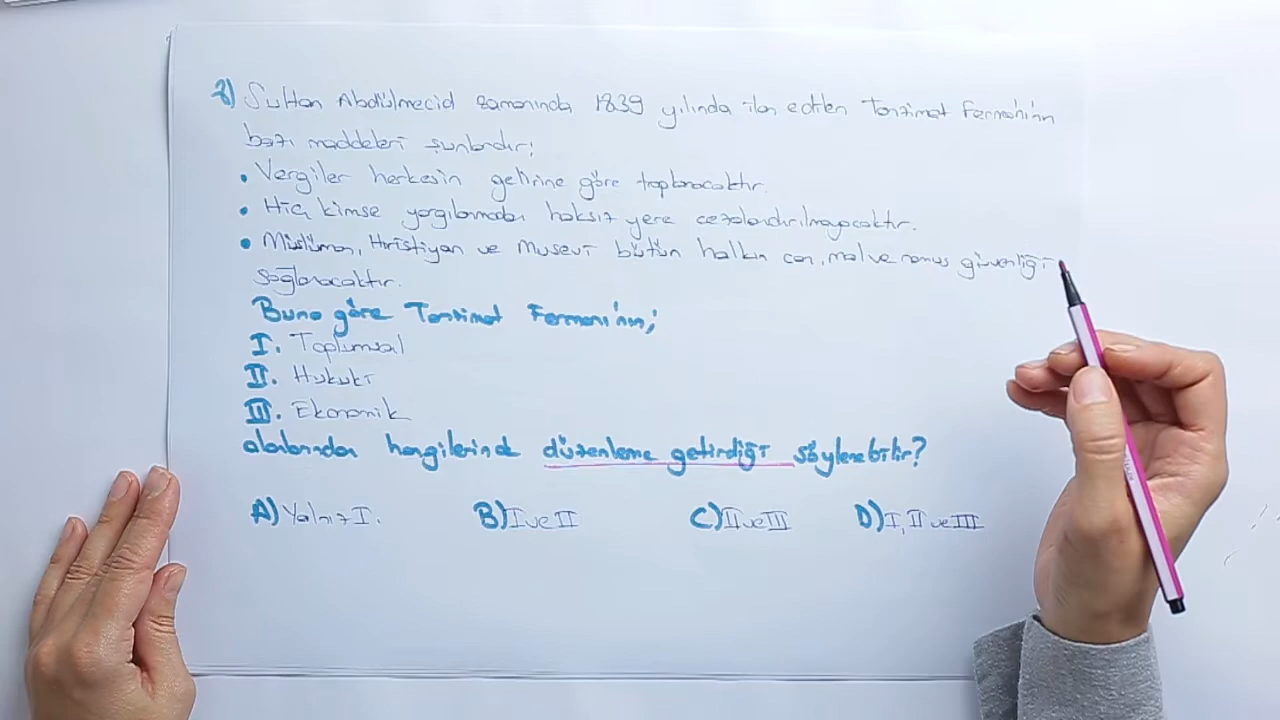 8) Sultan Abdülmecid zamanında 1839 yılında ilan edilen Tanzimat Fermanı'nın
bazı maddeleri şunlardır;
• Vergiler herkesin gelirine göre toplanacaktır.
• Hiç kimse yargılanmadan haksız yere cezalandırılmayacaktır.
• Müslüman, Hıristiyan ve Musevi bütün halkın can, mal ve namus güvenliği
sağlanacaktır.
Buna göre Tanzimat Fermanı'nın;
I. Toplumsal
II. Hukuki
III. Ekonomik
alanlarından hangilerinde düzenleme getirdiği söylenebilir?
A) Yalnız I. B) I ve II C) II ve III D) I, II ve III